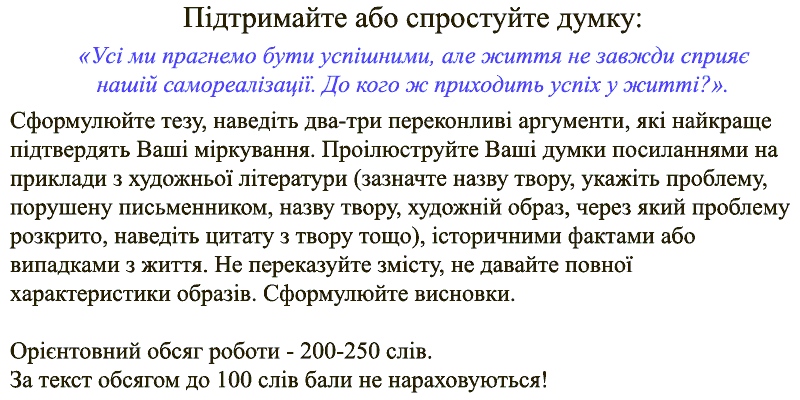 Підтримайте або спростуйте думку:
«Усі ми прагнемо бути успішними, але життя не завжди сприяє
нашій самореалізації. До кого ж приходить успіх у житті?».
Сформулюйте тезу, наведіть два-три переконливі аргументи, які найкраще
підтвердять Ваші міркування. Проілюструйте Ваші думки посиланнями на
приклади з художньої літератури (зазначте назву твору, укажіть проблему,
порушену письменником, назву твору, художній образ, через який проблему
розкрито, наведіть цитату з твору тощо), історичними фактами або
випадками з життя. Не переказуйте зміст, не давайте повної
характеристики образів. Сформулюйте висновки.
Орієнтовний обсяг роботи - 200-250 слів.
За текст обсягом до 100 слів бали не нараховуються!